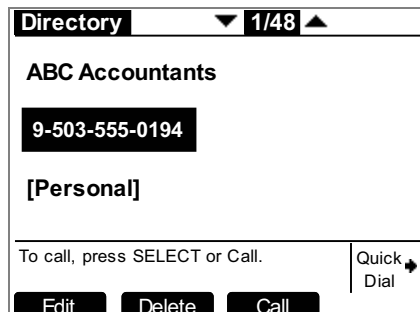 Directory 1/48
ABC Accountants
9-503-555-0194
[Personal]
To call, press SELECT or Call.
Quick
Dial
Edit Delete Call